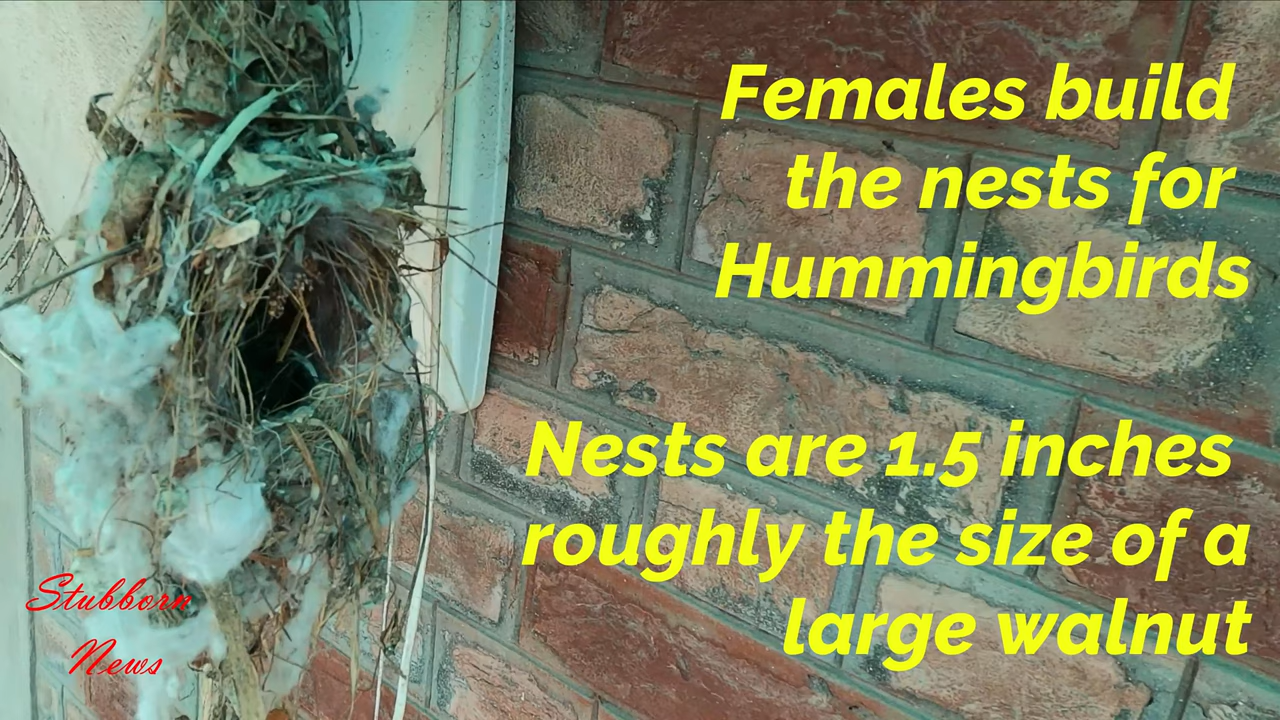 Females build
the nests for
Hummingbirds
Nests are 1.5 inches
roughly the size of a
large walnut
Stubborn
News